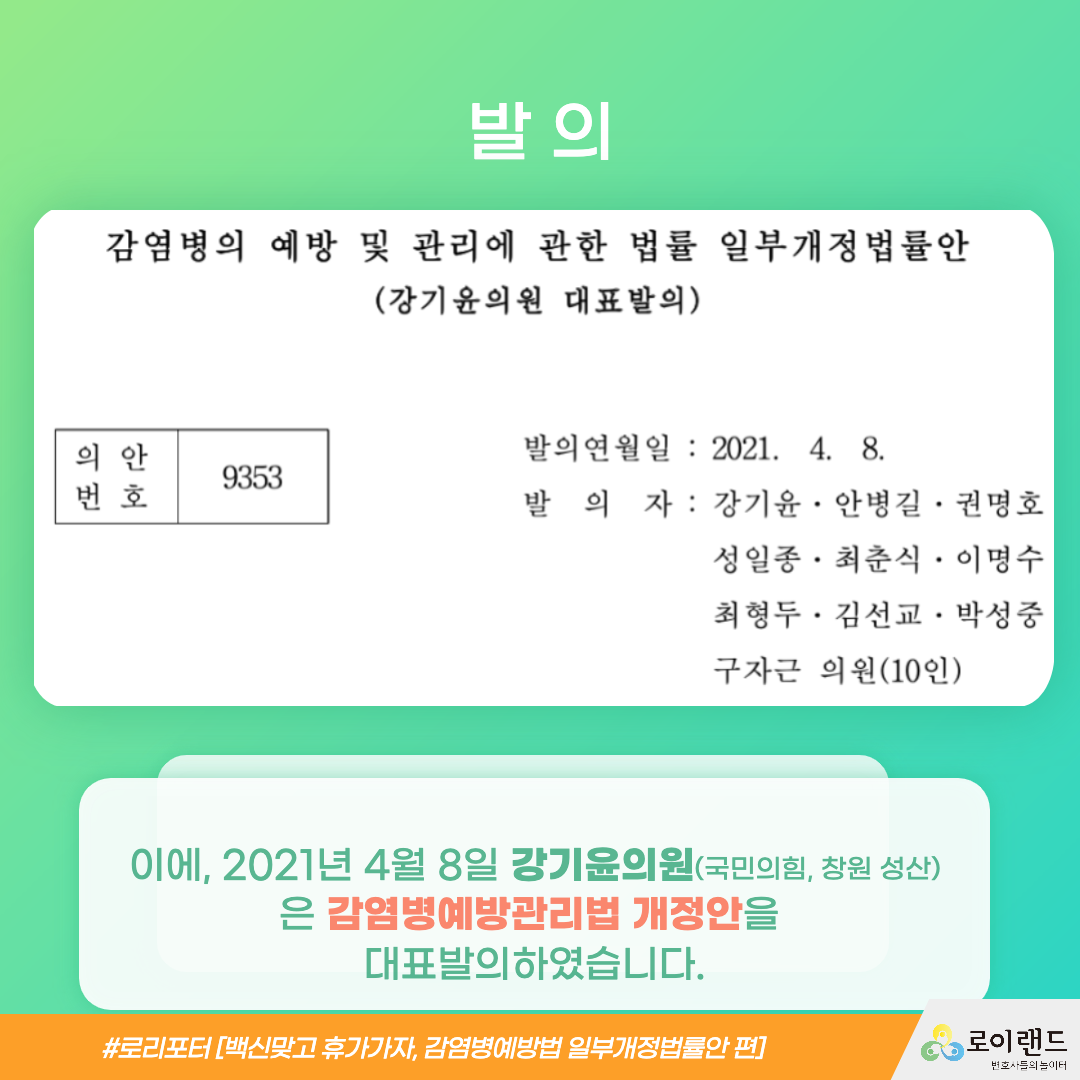 발 의
감염병의 예방 및 관리에 관한 법률 일부개정법률안
(강기윤의원 대표발의)
의 안
번 호
9353
발의연월일 : 2021. 4. 8.
발 의 자 : 강기윤·안병길·권명호
성일종·최춘식·이명수
최형두·김선교·박성중
구자근 의원(10인)
이에, 2021년 4월 8일 강기윤의원(국민의힘, 창원 성산)
은 감염병예방관리법 개정안을
대표발의하였습니다.
#로리포터 [백신맞고 휴가가자, 감염병예방법 일부개정법률안 편]
로이랜드
변호사들의 놀이터